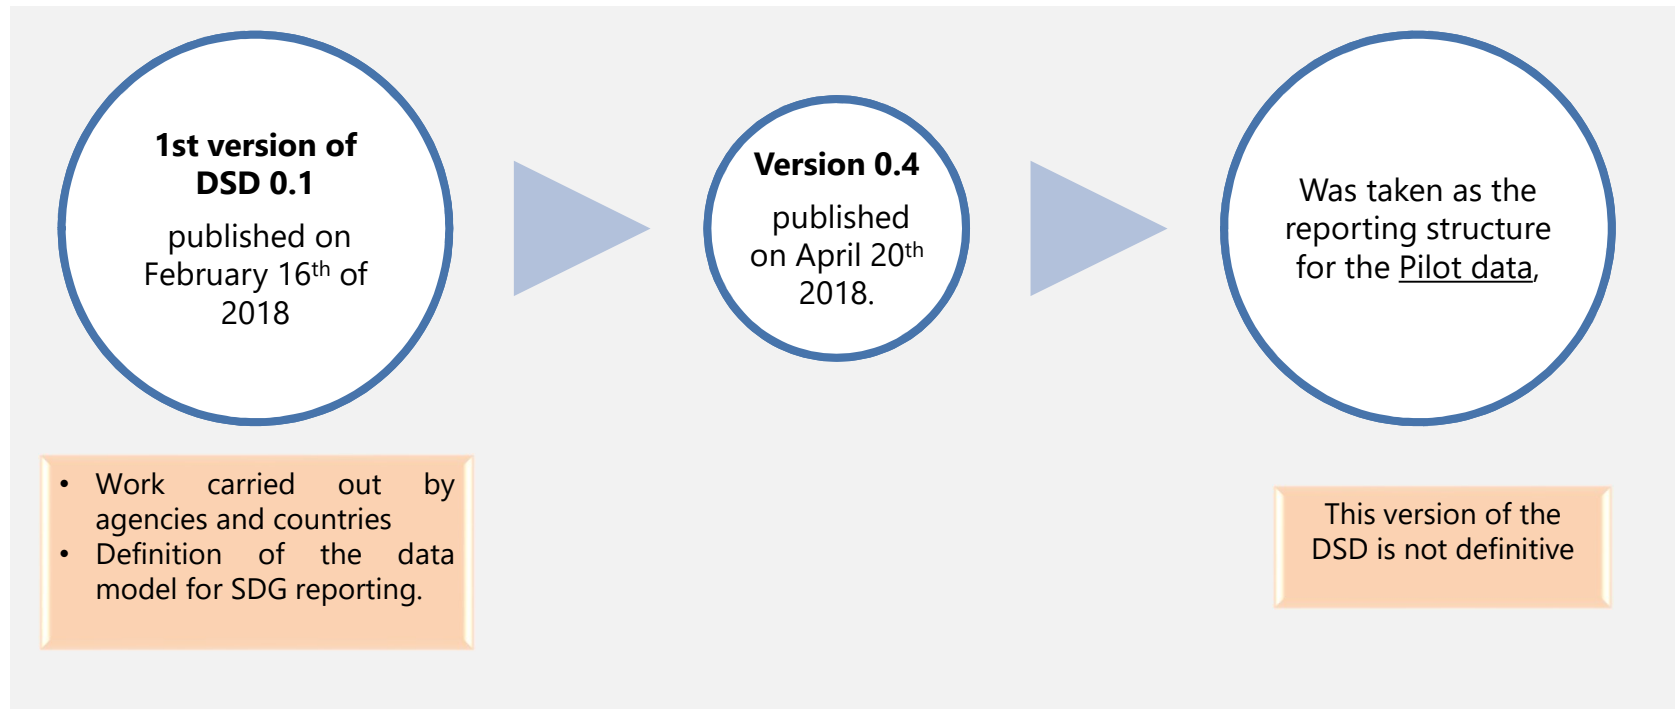 1st version of
DSD 0.1
published on
February 16th of
2018
Version 0.4
published
on April 20th
2018.
Was taken as the
reporting structure
for the Pilot data,
• Work carried out by
agencies and countries
• Definition of the data
model for SDG reporting.
This version of the
DSD is not definitive